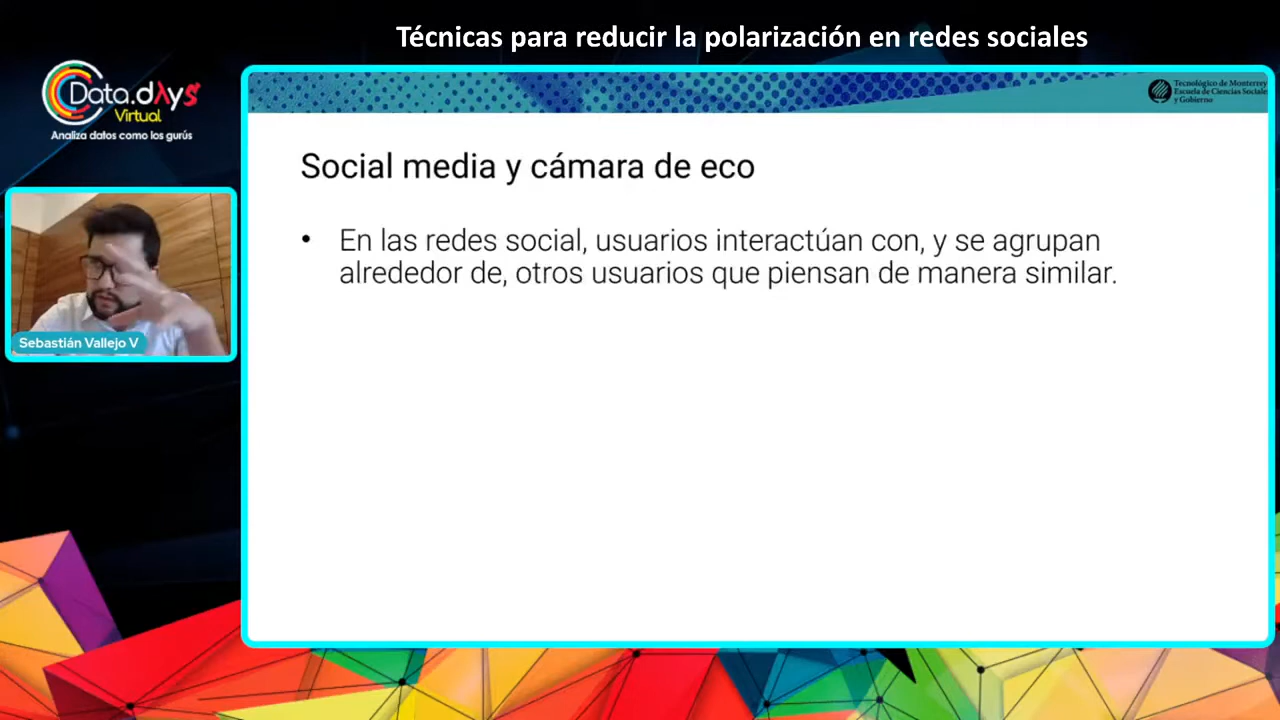 Técnicas para reducir la polarización en redes sociales
Data.dAys
Virtual
Analiza datos como los gurús
Tecnológico de Monterrey
Escuela de Ciencias Sociales
y Gobierno
Social media y cámara de eco
• En las redes social, usuarios interactúan con, y se agrupan
alrededor de, otros usuarios que piensan de manera similar.
Sebastián Vallejo V